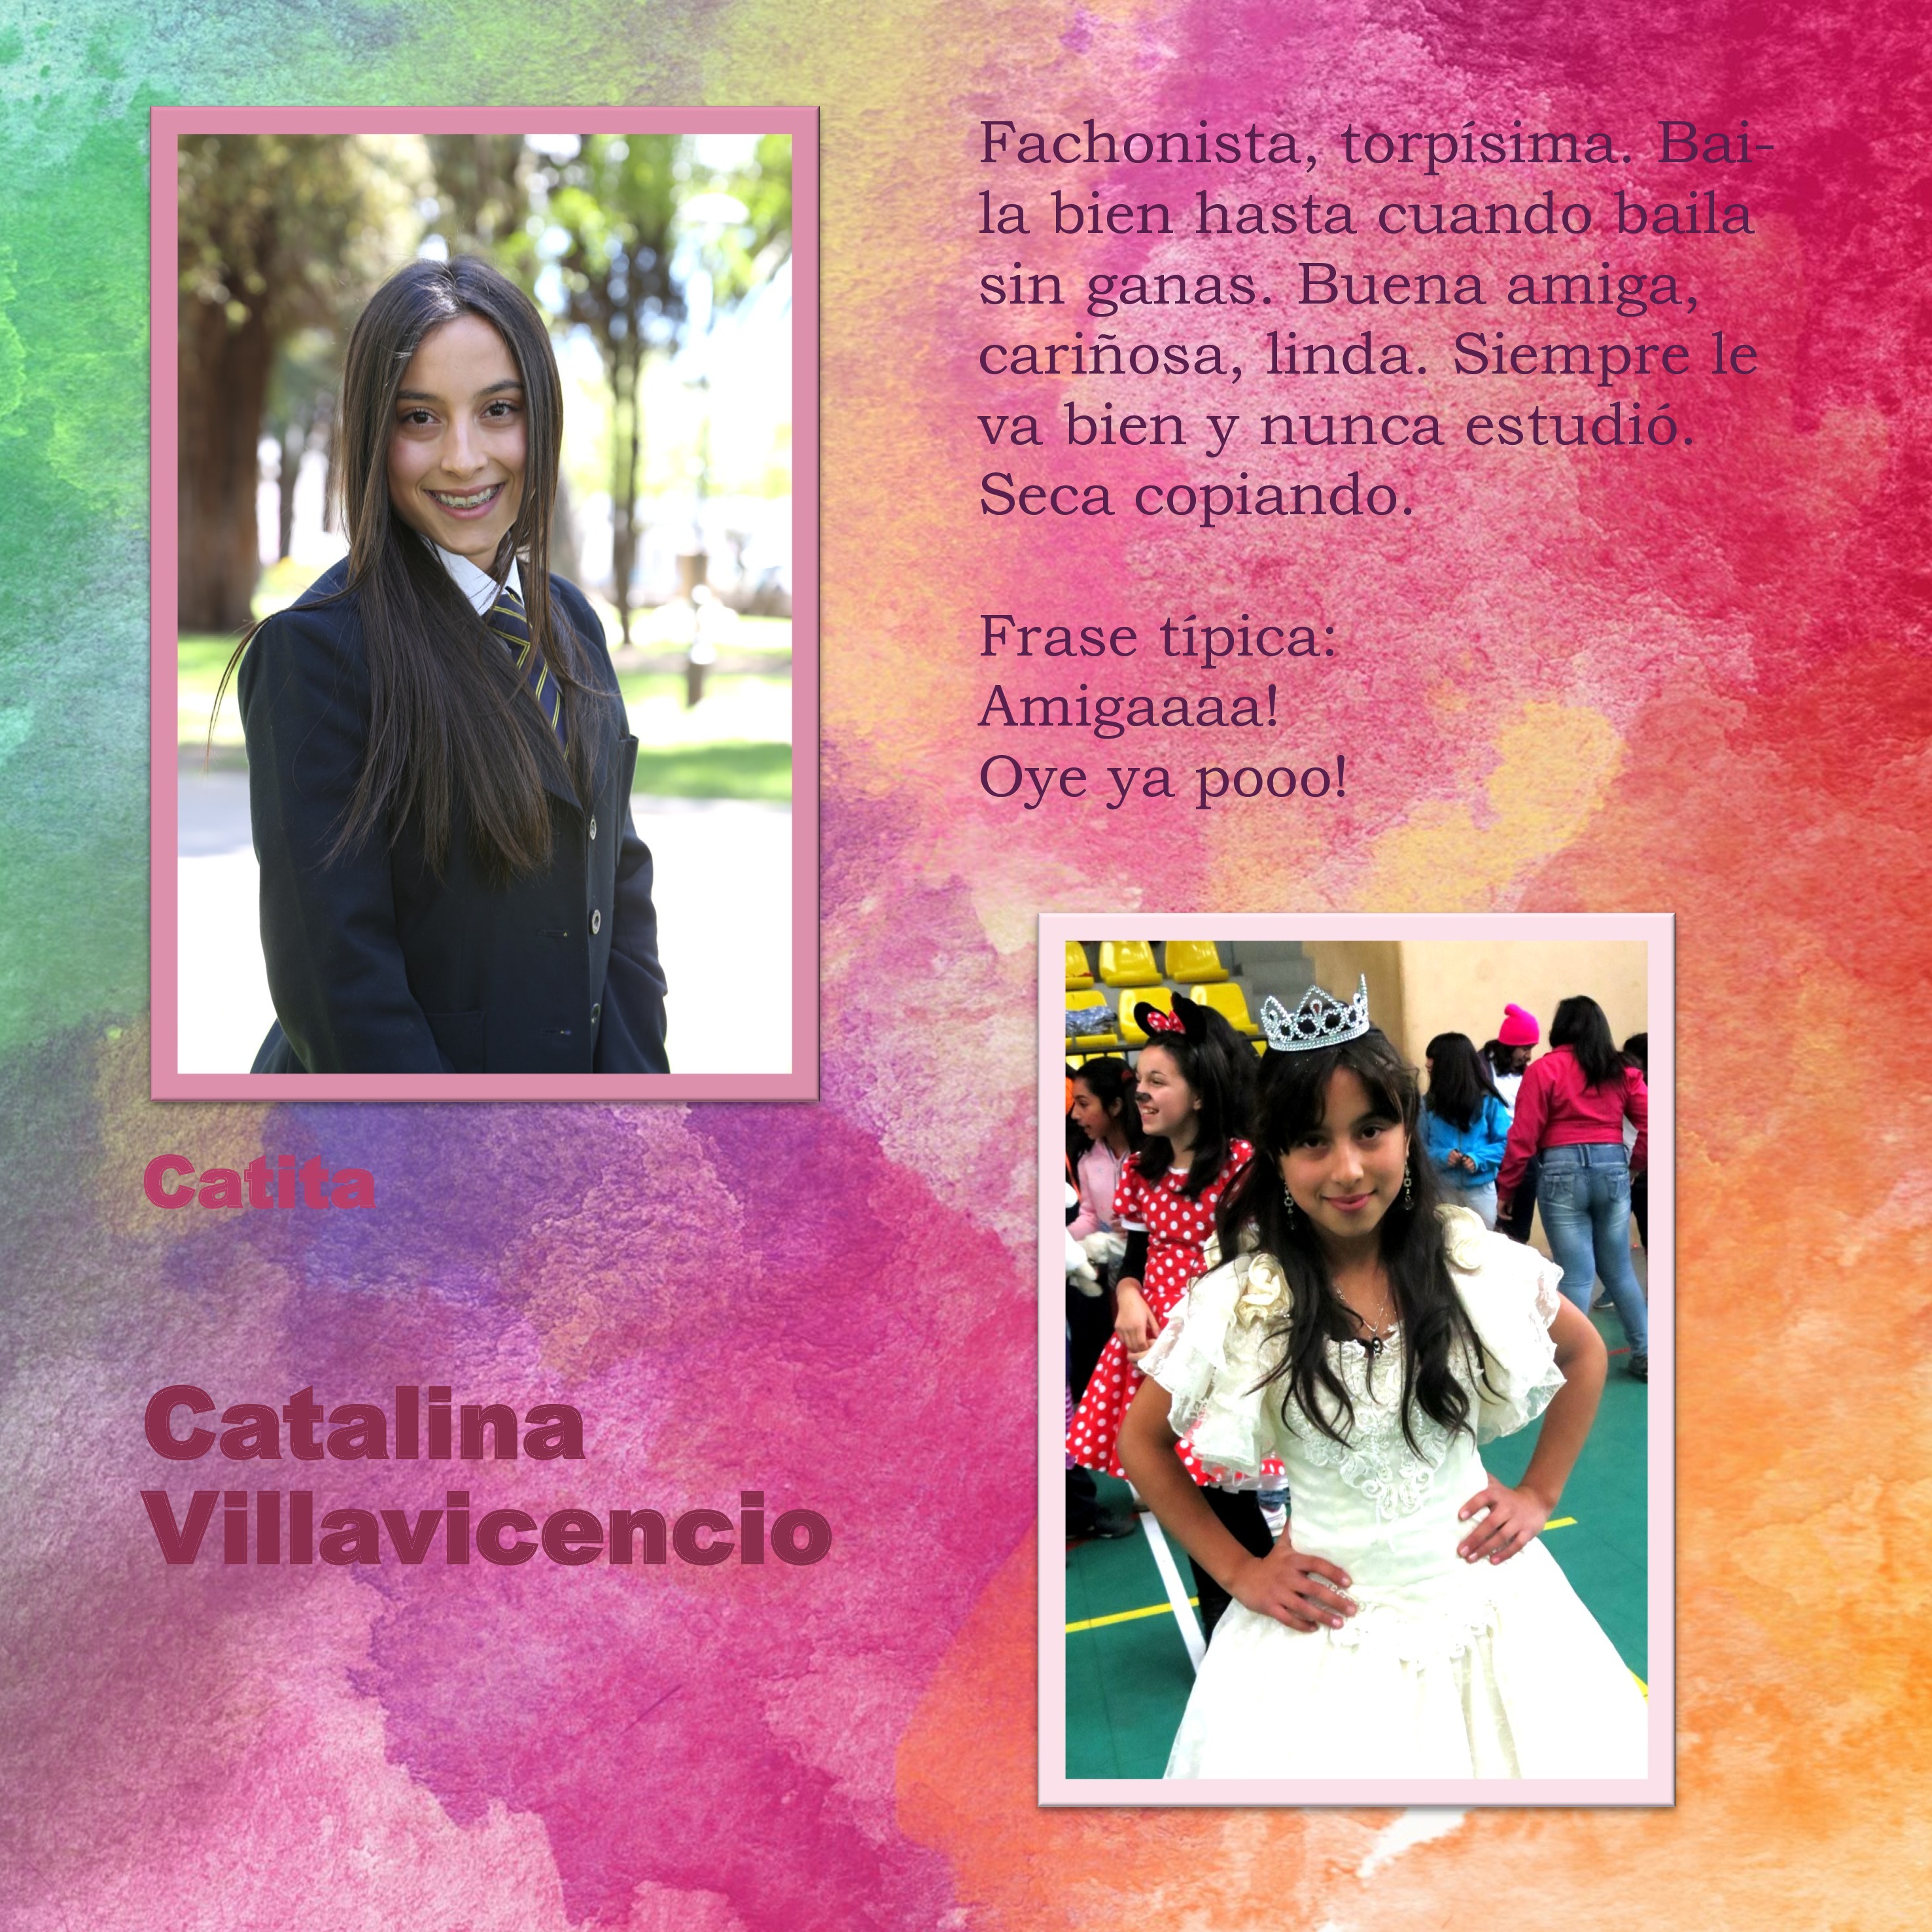 Fachonista, torpísima. Bai-
la bien hasta cuando baila
sin ganas. Buena amiga,
cariñosa, linda. Siempre le
va bien y nunca estudió.
Seca copiando.
Frase típica:
Amigaaaa!
Oye ya pooo!
Catita
Catalina
Villavicencio